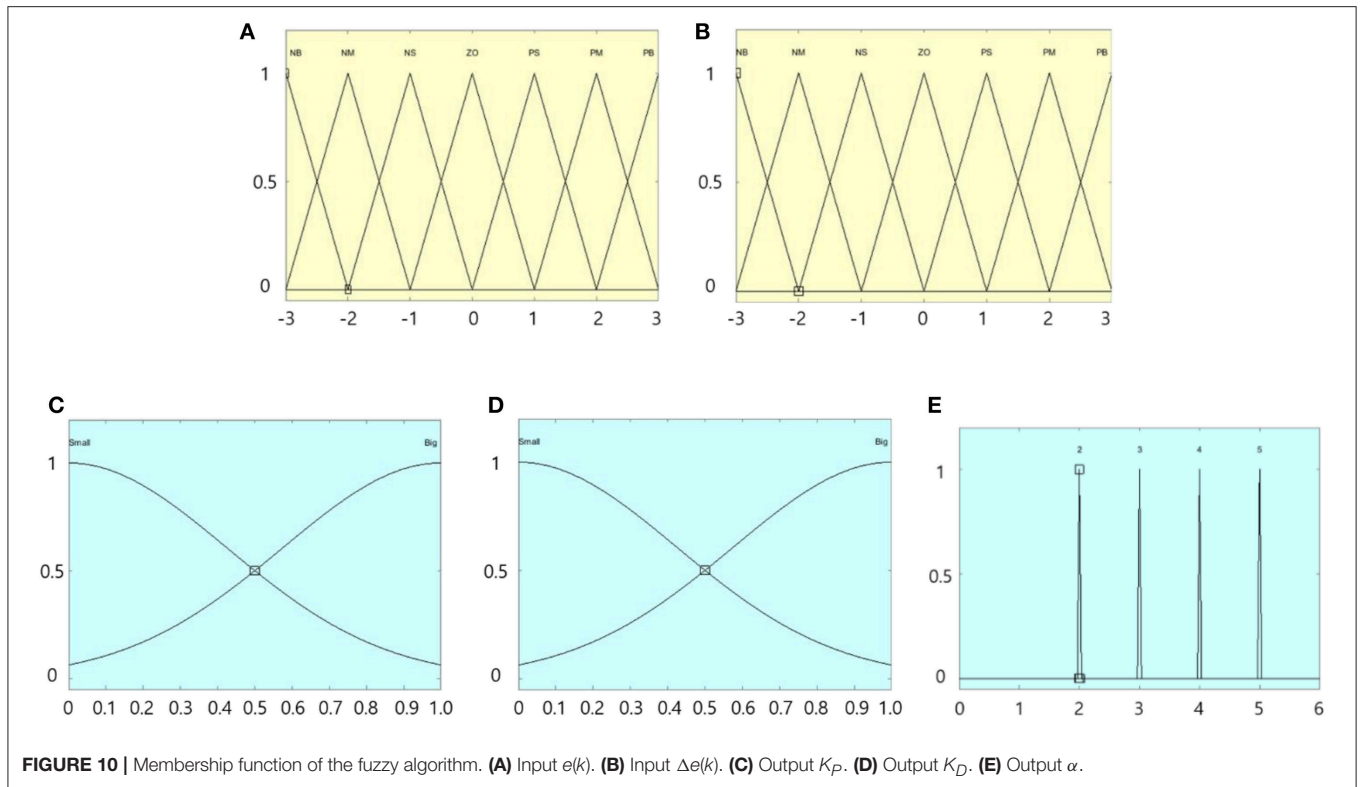 A
NB NM NS ZO PS PM PB
1
0.5
0
-3 -2 -1 0 1 2 3
B
NB NM NS ZO PS PM PB
1
0.5
0
-3 -2 -1 0 1 2 3
C
Small Big
1
0.5
0
0 0.1 0.2 0.3 0.4 0.5 0.6 0.7 0.8 0.9 1.0
D
Small Big
1
0.5
0
0 0.1 0.2 0.3 0.4 0.5 0.6 0.7 0.8 0.9 1.0
E
2 3 4 5
1
0.5
0
0 1 2 3 4 5 6
FIGURE 10 | Membership function of the fuzzy algorithm. (A) Input e(k). (B) Input Δe(k). (C) Output K_P. (D) Output K_D. (E) Output α.